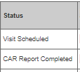 Status
Visit Scheduled
CAR Report Completed